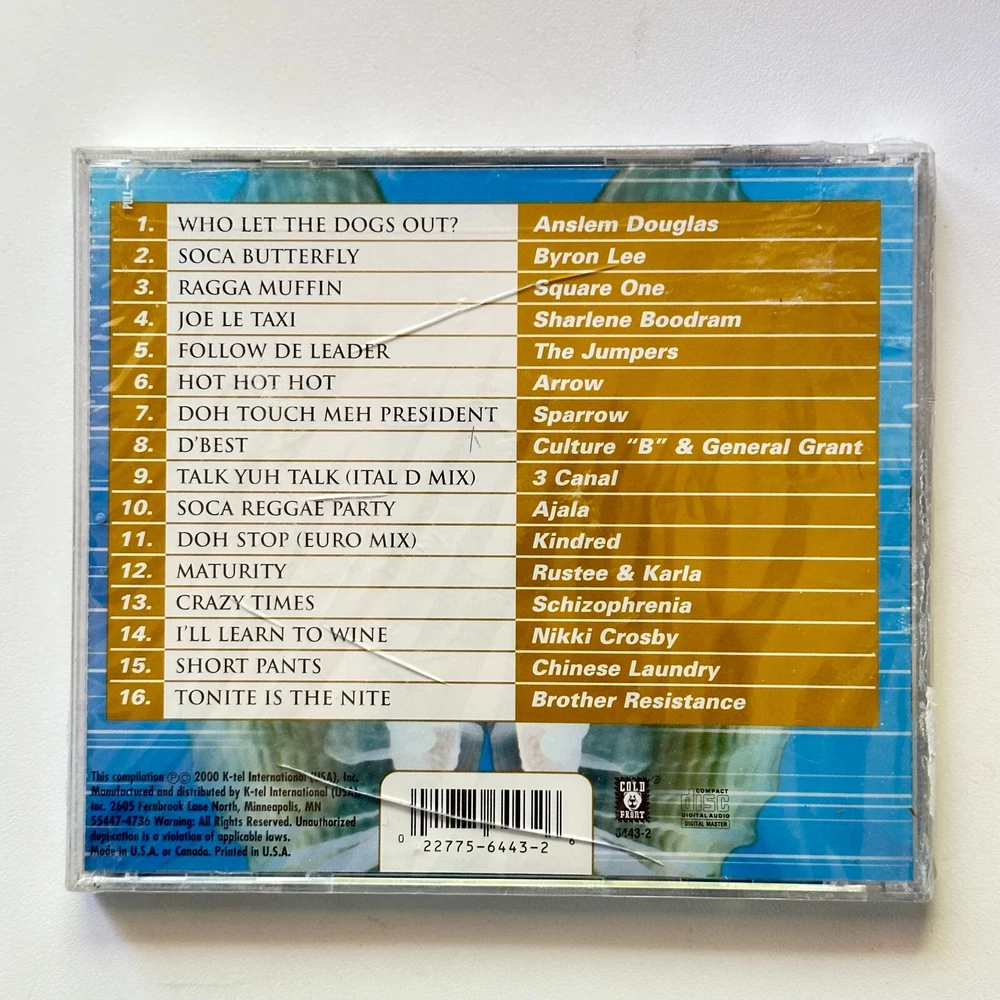 PULL
1. WHO LET THE DOGS OUT? Anslem Douglas
2. SOCA BUTTERFLY Byron Lee
3. RAGGA MUFFIN Square One
4. JOE LE TAXI Sharlene Boodram
5. FOLLOW DE LEADER The Jumpers
6. HOT HOT HOT Arrow
7. DOH TOUCH MEH PRESIDENT Sparrow
8. D'BEST Culture "B" & General Grant
9. TALK YUH TALK (ITAL D MIX) 3 Canal
10. SOCA REGGAE PARTY Ajala
11. DOH STOP (EURO MIX) Kindred
12. MATURITY Rustee & Karla
13. CRAZY TIMES Schizophrenia
14. I'LL LEARN TO WINE Nikki Crosby
15. SHORT PANTS Chinese Laundry
16. TONITE IS THE NITE Brother Resistance
This compilation ℗© 2000 K-tel International (USA), Inc.
Manufactured and distributed by K-tel International (USA),
Inc. 2605 Fernbrook Lane North, Minneapolis, MN
55447-4736 Warning: All Rights Reserved. Unauthorized
duplication is a violation of applicable laws.
Made in U.S.A. or Canada. Printed in U.S.A.
0 22775-6443-2 6
COLD
FRONT
6443-2
COMPACT
disc
DIGITAL AUDIO
DIGITAL MASTER